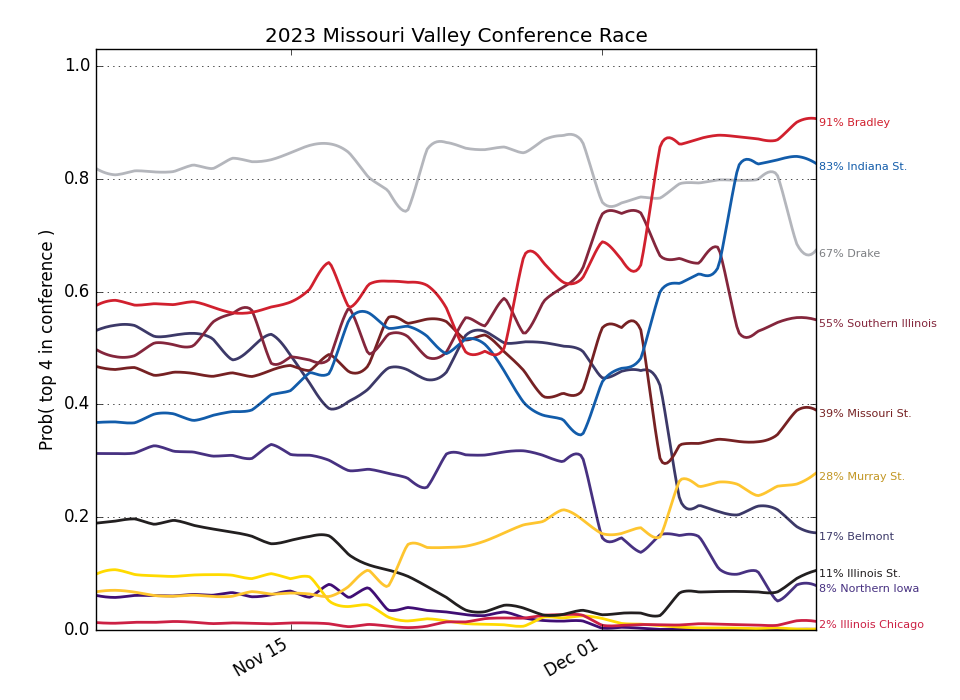 2023 Missouri Valley Conference Race
Prob( top 4 in conference )
1.0
0.8
0.6
0.4
0.2
0.0
Nov 15
Dec 01
91% Bradley
83% Indiana St.
67% Drake
55% Southern Illinois
39% Missouri St.
28% Murray St.
17% Belmont
11% Illinois St.
8% Northern Iowa
2% Illinois Chicago